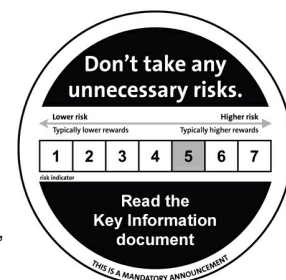 Don't take any
unnecessary risks.
Lower risk Higher risk
Typically lower rewards Typically higher rewards
1 2 3 4 5 6 7
risk indicator
Read the
Key Information
document
THIS IS A MANDATORY ANNOUNCEMENT
,